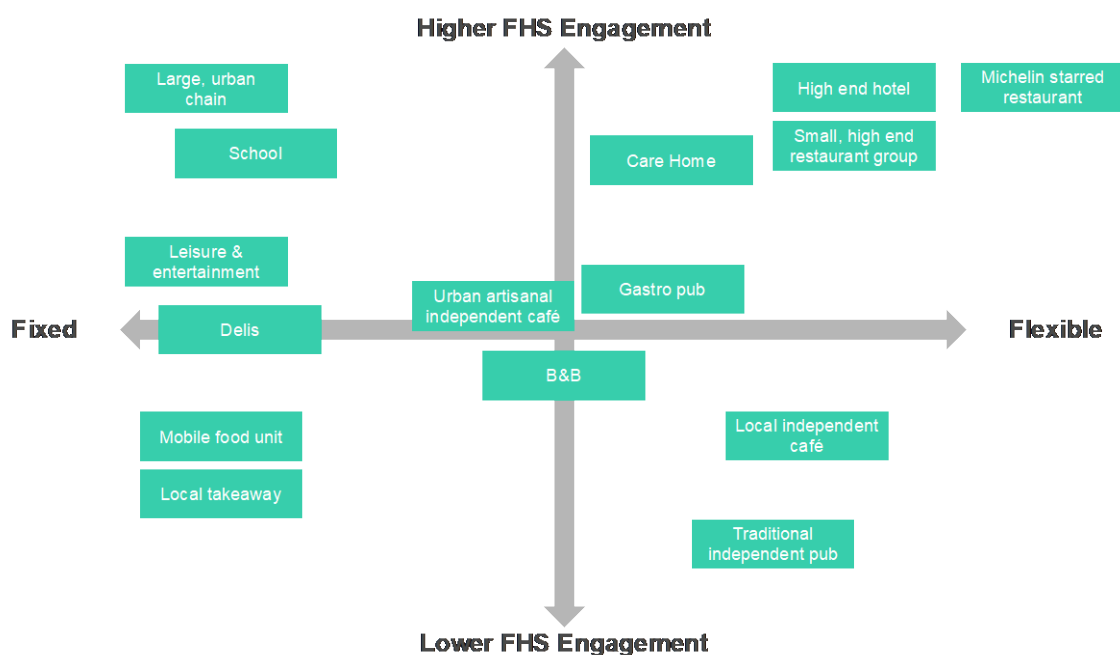 Higher FHS Engagement
Large, urban
chain
High end hotel
Michelin starred
restaurant
School
Care Home
Small, high end
restaurant group
Leisure &
entertainment
Urban artisanal
independent café
Gastro pub
Fixed
Delis
Flexible
B&B
Mobile food unit
Local independent
café
Local takeaway
Traditional
independent pub
Lower FHS Engagement